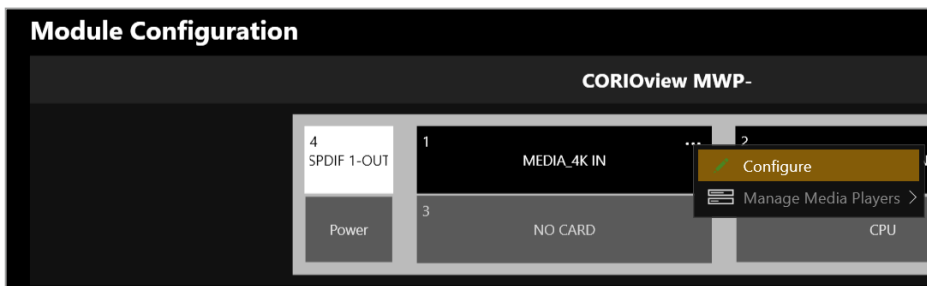 Module Configuration
CORIOview MWP-
4
SPDIF 1-OUT
1
MEDIA_4K IN
...
2
Configure
Manage Media Players >
Power
3
NO CARD
CPU